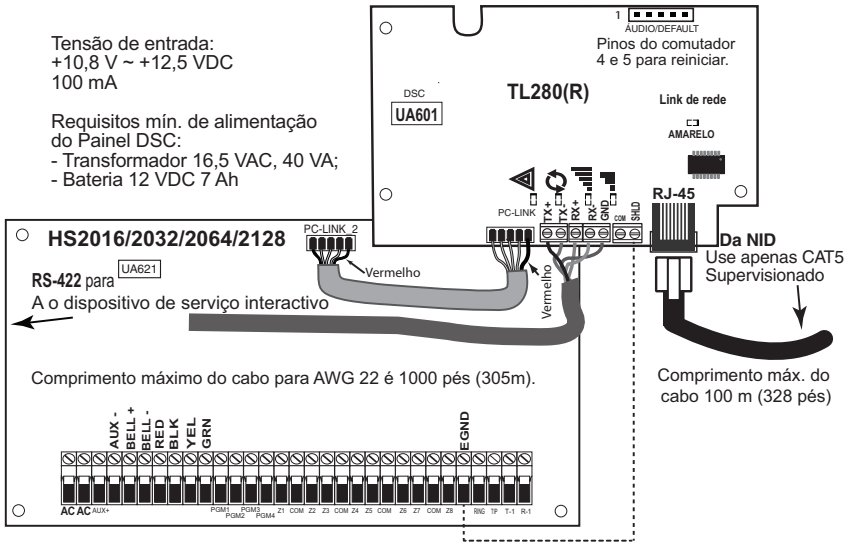 Tensão de entrada:
+10,8 V ~ +12,5 VDC
100 mA
Requisitos mín. de alimentação
do Painel DSC:
- Transformador 16,5 VAC, 40 VA;
- Bateria 12 VDC 7 Ah
1
ÁUDIO/DEFAULT
Pinos do comutador
4 e 5 para reiniciar.
DSC
UA601
TL280(R)
Link de rede
AMARELO
PC-LINK
TX+
TX-
RX+
RX-
GND
COM
SHLD
RJ-45
Da NID
Use apenas CAT5
Supervisionado
Comprimento máx. do
cabo 100 m (328 pés)
HS2016/2032/2064/2128
PC-LINK_2
Vermelho
Vermelho
RS-422 para
UA621
A o dispositivo de serviço interactivo
Comprimento máximo do cabo para AWG 22 é 1000 pés (305m).
AUX -
BELL +
BELL -
RED
BLK
YEL
GRN
EGND
AC AC AUX+ PGM1 PGM2 PGM3 PGM4 Z1 COM Z2 Z3 COM Z4 Z5 COM Z6 Z7 COM Z8 RING TIP T-1 R-1